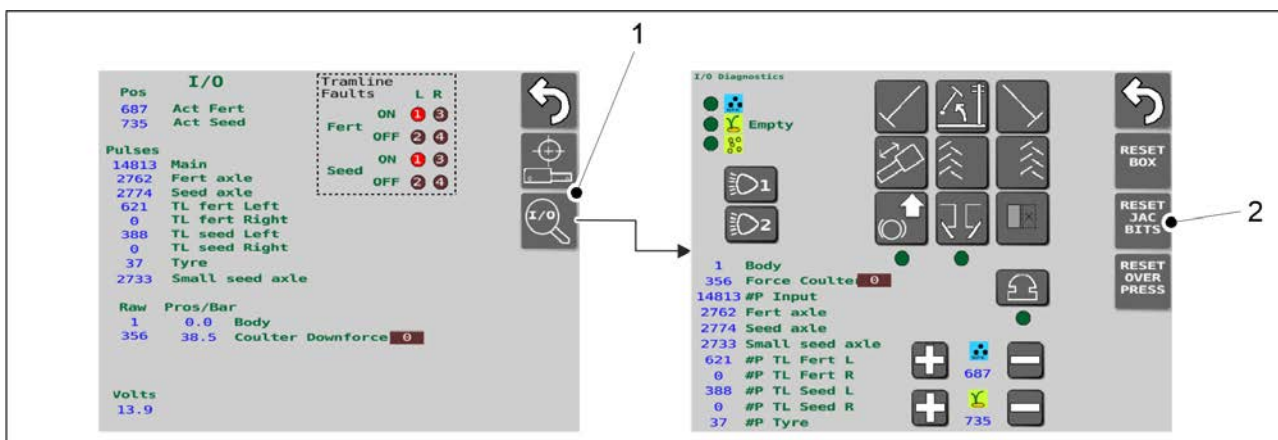 1
I/O
Pos
687 Act Fert
735 Act Seed
Tramline
Faults L R
Fert ON 1 3
OFF 2 4
Seed ON 1 3
OFF 2 4
Pulses
14813 Main
2762 Fert axle
2774 Seed axle
621 TL fert Left
0 TL fert Right
388 TL seed Left
0 TL seed Right
37 Tyre
2733 Small seed axle
Raw Pros/Bar
1 0.0 Body
356 38.5 Coulter Downforce 0
Volts
13.9
I/O
I/O Diagnostics
Empty
1
2
1 Body
356 Force Coulte 0
14813 #P Input
2762 Fert axle
2774 Seed axle
2733 Small seed axle
621 #P TL Fert L
0 #P TL Fert R
388 #P TL Seed L
0 #P TL Seed R
37 #P Tyre
687
735
RESET
BOX
RESET
JAC
BITS
RESET
OVER
PRESS
2